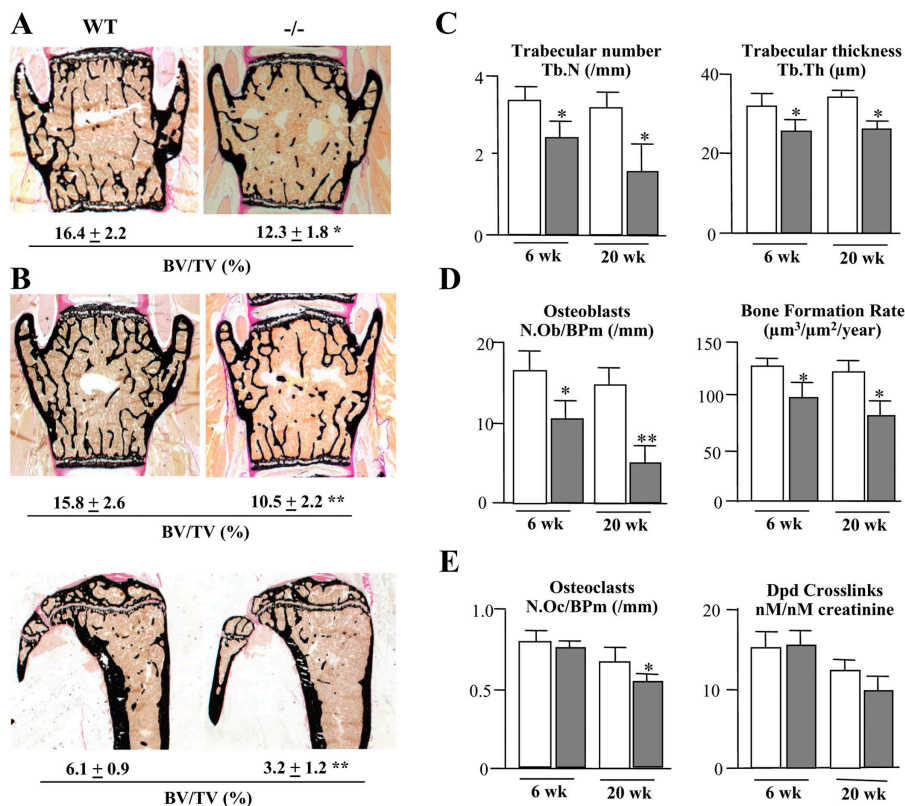 A
WT
-/-
16.4 ± 2.2
12.3 ± 1.8 *
BV/TV (%)
B
15.8 ± 2.6
10.5 ± 2.2 **
BV/TV (%)
6.1 ± 0.9
3.2 ± 1.2 **
BV/TV (%)
C
Trabecular number
Tb.N (/mm)
4
2
0
*
*
6 wk
20 wk
Trabecular thickness
Tb.Th (µm)
40
20
0
*
*
6 wk
20 wk
D
Osteoblasts
N.Ob/BPm (/mm)
20
10
0
*
**
6 wk
20 wk
Bone Formation Rate
(µm³/µm²/year)
150
100
50
150
*
*
6 wk
20 wk
E
Osteoclasts
N.Oc/BPm (/mm)
1.0
0.5
0
*
6 wk
20 wk
Dpd Crosslinks
nM/nM creatinine
20
10
0
6 wk
20 wk